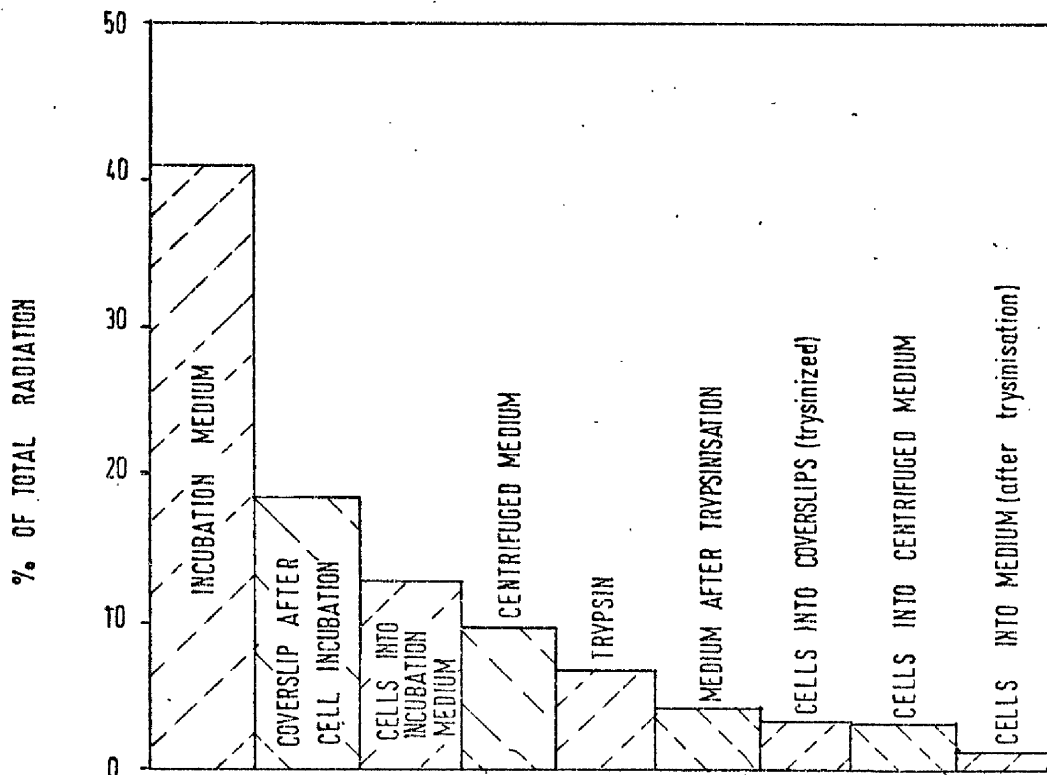 50
40
30
20
10
0
% OF TOTAL RADIATION
INCUBATION MEDIUM
COVERSLIP AFTER
CELL INCUBATION
CELLS INTO
INCUBATION
MEDIUM
CENTRIFUGED MEDIUM
TRYPSIN
MEDIUM AFTER TRYPSINISATION
CELLS INTO COVERSLIPS (trysinized)
CELLS INTO CENTRIFUGED MEDIUM
CELLS INTO MEDIUM (after trysinisation)